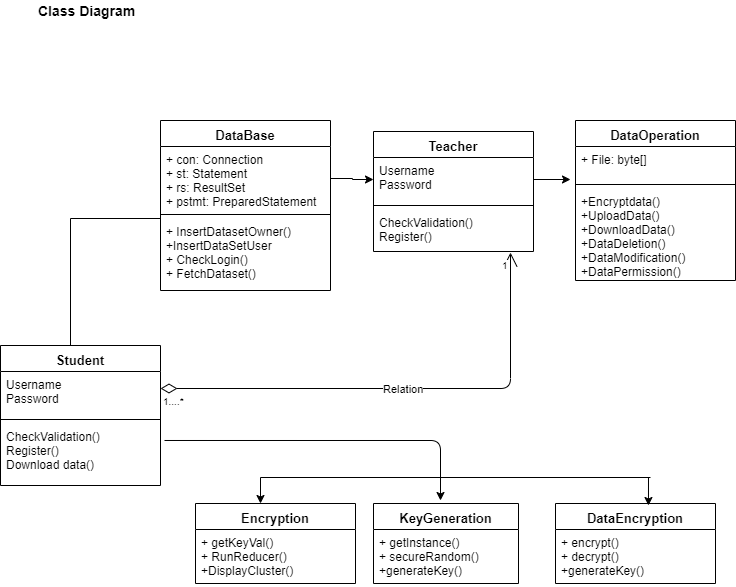 Class Diagram
DataBase
+ con: Connection
+ st: Statement
+ rs: ResultSet
+ pstmt: PreparedStatement
+ InsertDatasetOwner()
+InsertDataSetUser
+ CheckLogin()
+ FetchDataset()
Teacher
Username
Password
CheckValidation()
Register()
DataOperation
+ File: byte[]
+Encryptdata()
+UploadData()
+DownloadData()
+DataDeletion()
+DataModification()
+DataPermission()
1
Student
Username
Password
CheckValidation()
Register()
Download data()
1....*
Relation
Encryption
+ getKeyVal()
+ RunReducer()
+DisplayCluster()
KeyGeneration
+ getInstance()
+ secureRandom()
+generateKey()
DataEncryption
+ encrypt()
+ decrypt()
+generateKey()